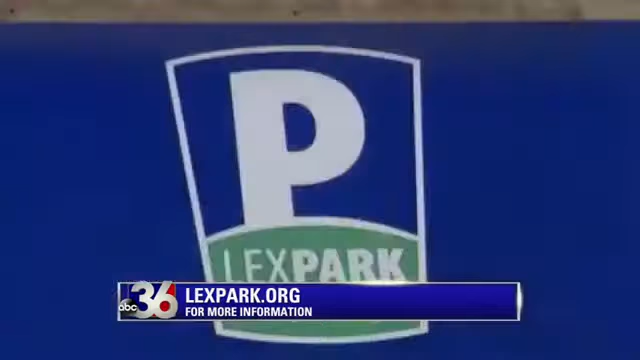 P
LEXPARK
abc 36 LEXPARK.ORG
FOR MORE INFORMATION